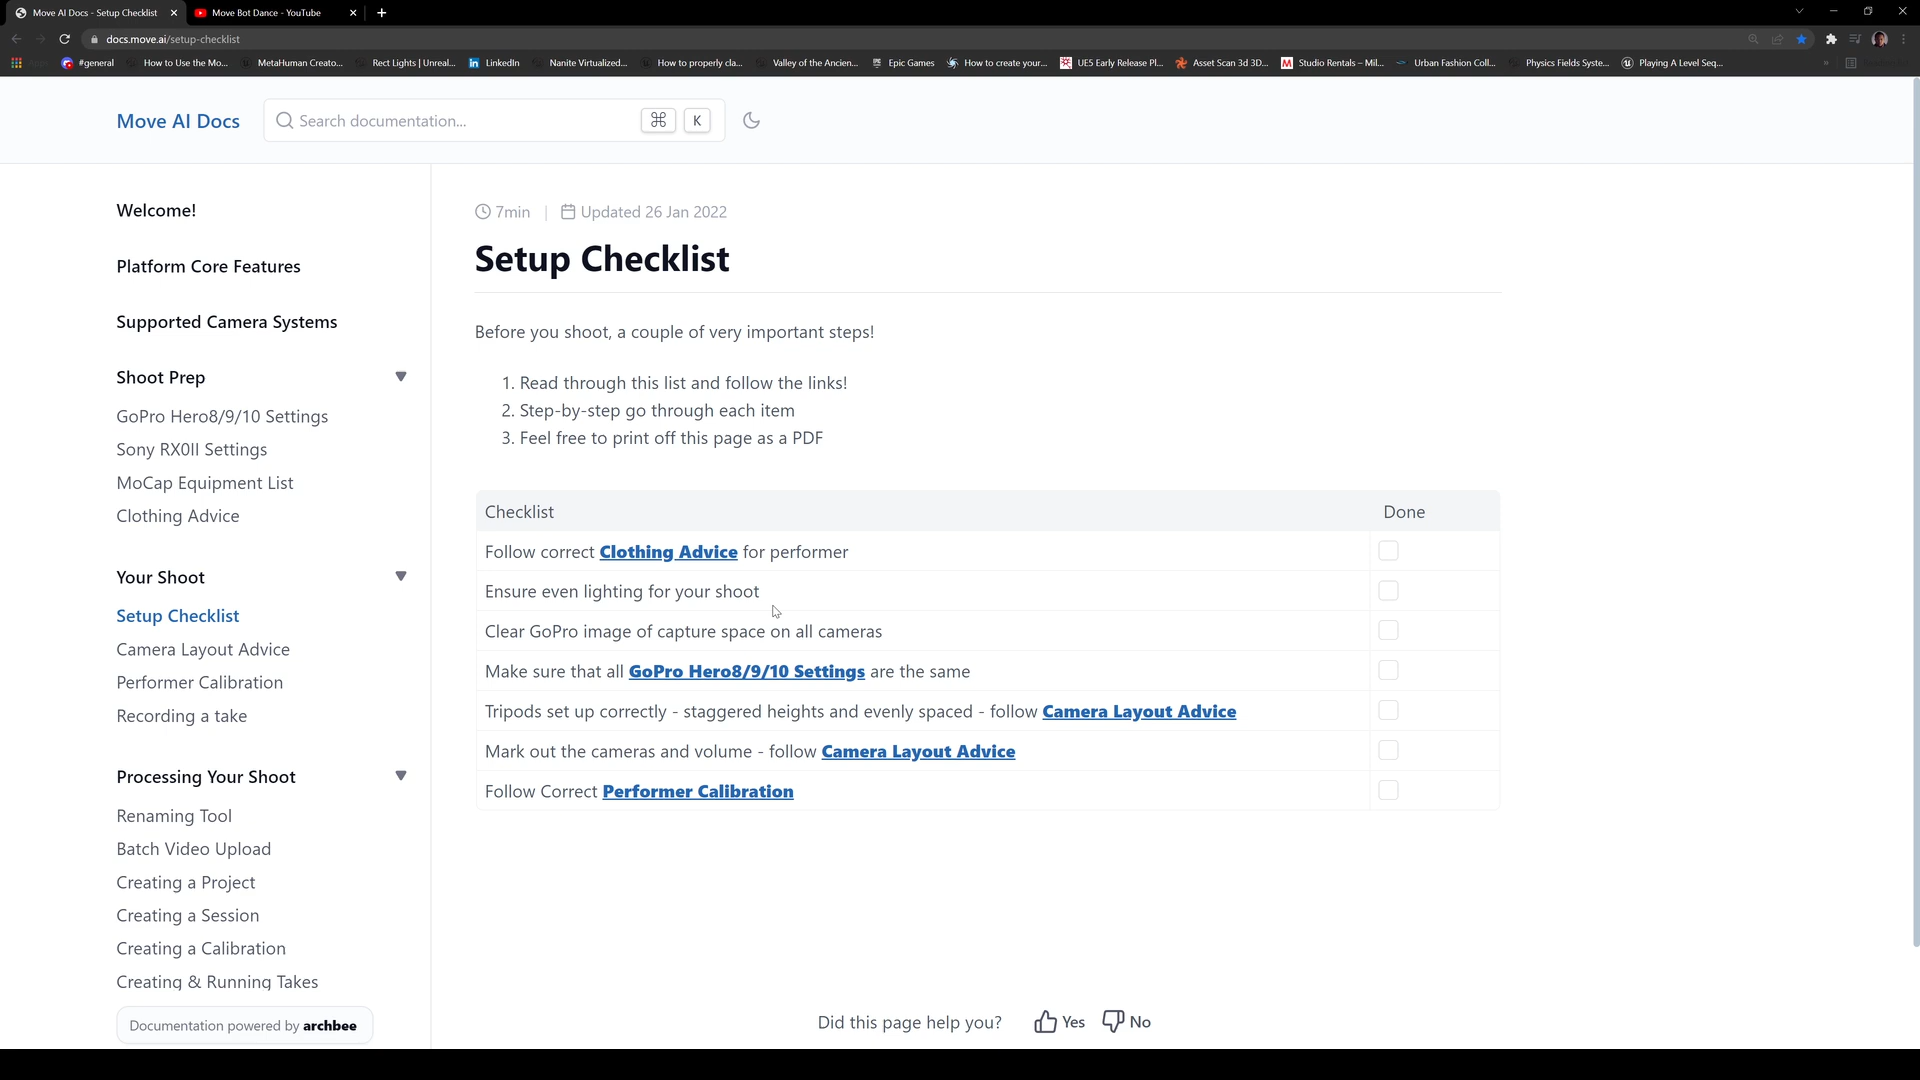 Move AI Docs - Setup Checklist
Move Bot Dance - YouTube
docs.move.ai/setup-checklist
#general
How to Use the Mo...
MetaHuman Creato...
Rect Lights | Unreal...
LinkedIn
Nanite Virtualized...
How to properly cla...
Valley of the Ancien...
Epic Games
How to create your...
UE5 Early Release Pl...
Asset Scan 3d 3D...
Studio Rentals – Mil...
Urban Fashion Coll...
Physics Fields Syste...
Playing A Level Seq...
Move AI Docs
Search documentation...
⌘ K
Welcome!
Platform Core Features
Supported Camera Systems
Shoot Prep
GoPro Hero8/9/10 Settings
Sony RX0II Settings
MoCap Equipment List
Clothing Advice
Your Shoot
Setup Checklist
Camera Layout Advice
Performer Calibration
Recording a take
Processing Your Shoot
Renaming Tool
Batch Video Upload
Creating a Project
Creating a Session
Creating a Calibration
Creating & Running Takes
Documentation powered by archbee
7min | Updated 26 Jan 2022
Setup Checklist
Before you shoot, a couple of very important steps!
1. Read through this list and follow the links!
2. Step-by-step go through each item
3. Feel free to print off this page as a PDF
Checklist Done
Follow correct Clothing Advice for performer
Ensure even lighting for your shoot
Clear GoPro image of capture space on all cameras
Make sure that all GoPro Hero8/9/10 Settings are the same
Tripods set up correctly - staggered heights and evenly spaced - follow Camera Layout Advice
Mark out the cameras and volume - follow Camera Layout Advice
Follow Correct Performer Calibration
Did this page help you? Yes No